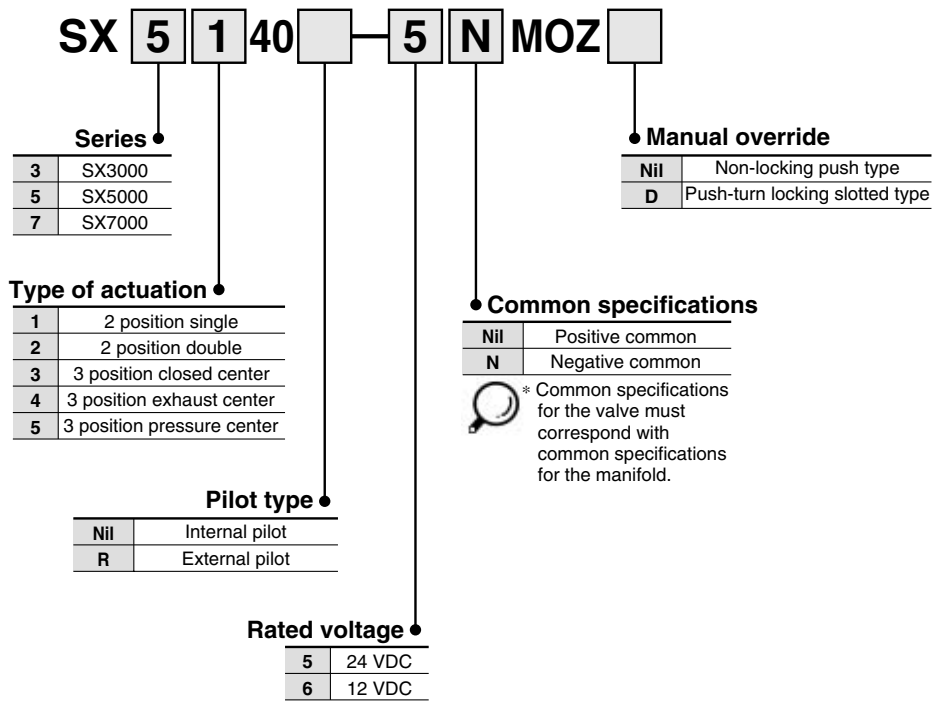 SX 5 1 40 — 5 N MOZ
Series
3 SX3000
5 SX5000
7 SX7000
Manual override
Nil Non-locking push type
D Push-turn locking slotted type
Type of actuation
1 2 position single
2 2 position double
3 3 position closed center
4 3 position exhaust center
5 3 position pressure center
Common specifications
Nil Positive common
N Negative common
* Common specifications
for the valve must
correspond with
common specifications
for the manifold.
Pilot type
Nil Internal pilot
R External pilot
Rated voltage
5 24 VDC
6 12 VDC